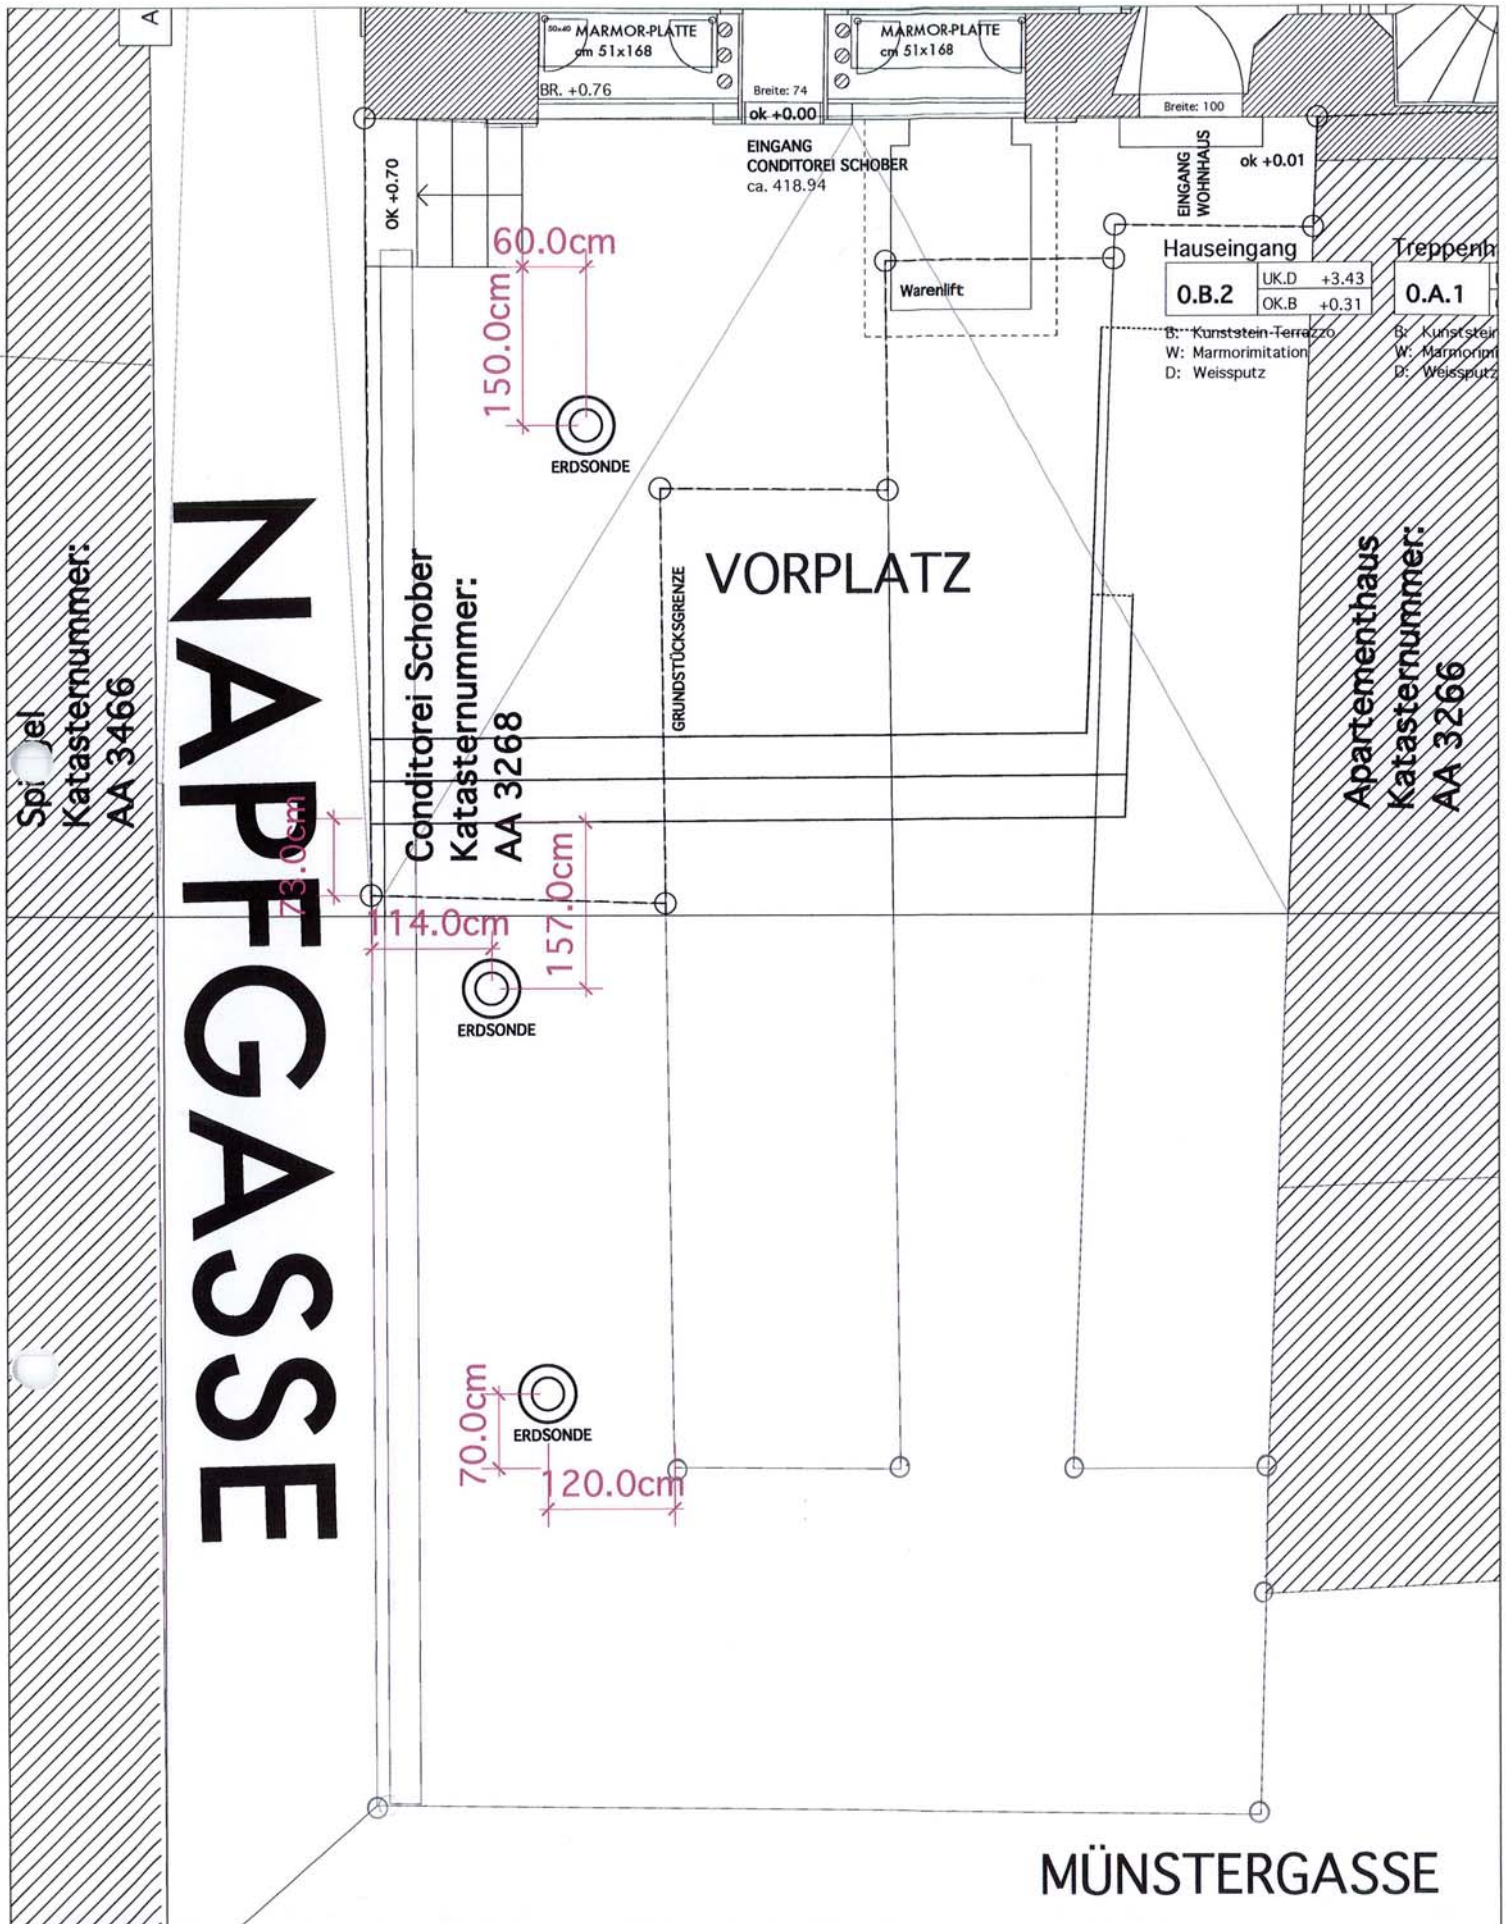 A
50x40 MARMOR-PLATTE
cm 51x168
MARMOR-PLATTE
cm 51x168
BR. +0.76
Breite: 74
ok +0.00
Breite: 100
EINGANG
CONDITOREI SCHOBER
ca. 418.94
OK +0.70
EINGANG
WOHNHAUS
ok +0.01
60.0cm
150.0cm
Warenlift
Hauseingang
0.B.2
UK.D +3.43
OK.B +0.31
B: Kunststein-Terrazzo
W: Marmorimitation
D: Weissputz
Treppenh
0.A.1
B: Kunststein
W: Marmorimi
D: Weissputz
ERDSONDE
NAPFGASSE
VORPLATZ
GRUNDSTÜCKSGRENZE
Katasternummer:
AA 3466
Conditorei Schober
Katasternummer:
AA 3268
Apartementhaus
Katasternummer:
AA 3266
73.0cm
114.0cm
157.0cm
ERDSONDE
70.0cm
ERDSONDE
120.0cm
MÜNSTERGASSE